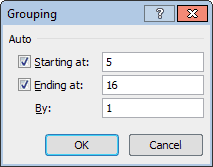 Grouping
Auto
Starting at: 5
Ending at: 16
By: 1
OK Cancel